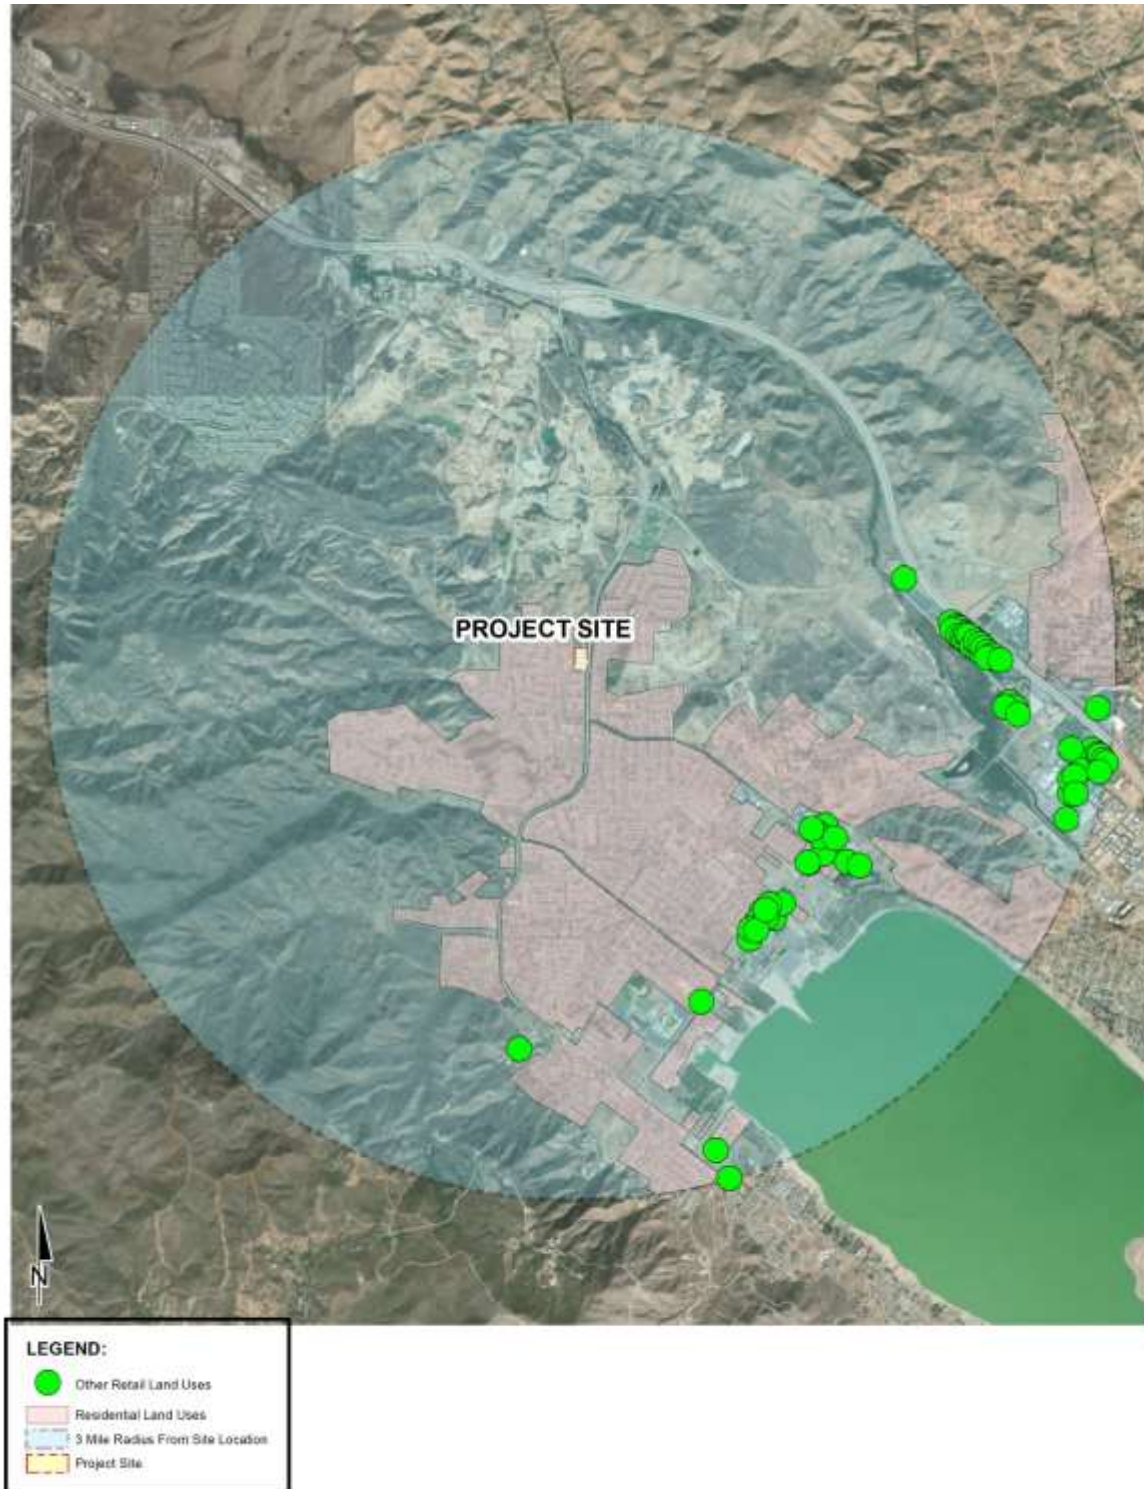 PROJECT SITE
N
LEGEND:
Other Retail Land Uses
Residential Land Uses
3 Mile Radius From Site Location
Project Site